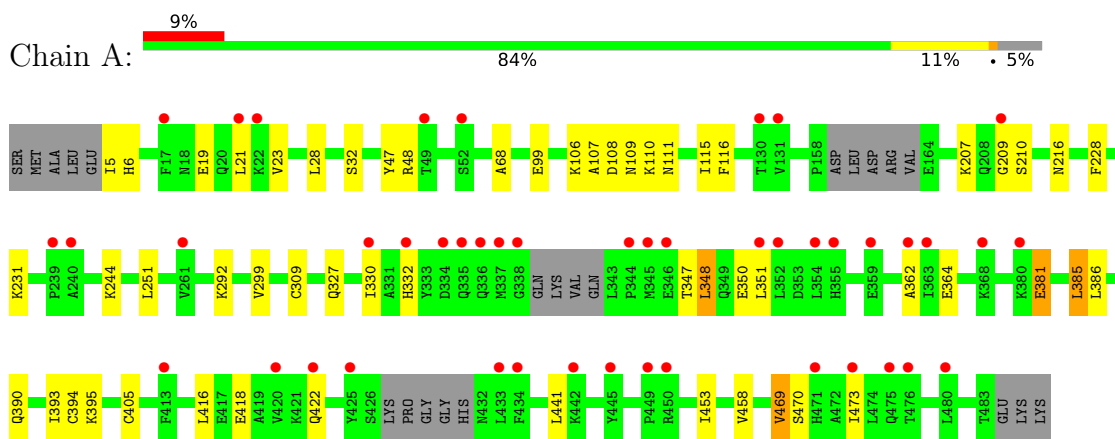 9%
Chain A:
84% 11% • 5%
SER MET ALA LEU GLU I5 H6 F17 N18 E19 Q20 L21 K22 V23 L28 S32 Y47 R48 T49 S52 A68 E99 K106 A107 D108 N109 K110 N111 I115 F116 T130 V131 P158 ASP LEU ASP ARG VAL E164 K207 Q208 G209 S210 N216 F228
K231 P239 A240 K244 L251 V261 K292 V299 C309 Q327 I330 A331 H332 Y333 D334 Q335 Q336 M337 G338 GLN LYS VAL GLN L343 P344 M345 E346 T347 L348 Q349 E350 L351 L352 D353 L354 H355 E359 A362 I363 E364 K368 K380 E381 L385 L386
Q390 I393 C394 K395 C405 F413 L416 E417 E418 A419 V420 K421 Q422 Y425 S426 LYS PRO GLY GLY HIS N432 L433 F434 L441 K442 Y445 P449 R450 I453 V458 V469 S470 H471 A472 I473 L474 Q475 T476 L480 T483 GLU LYS LYS